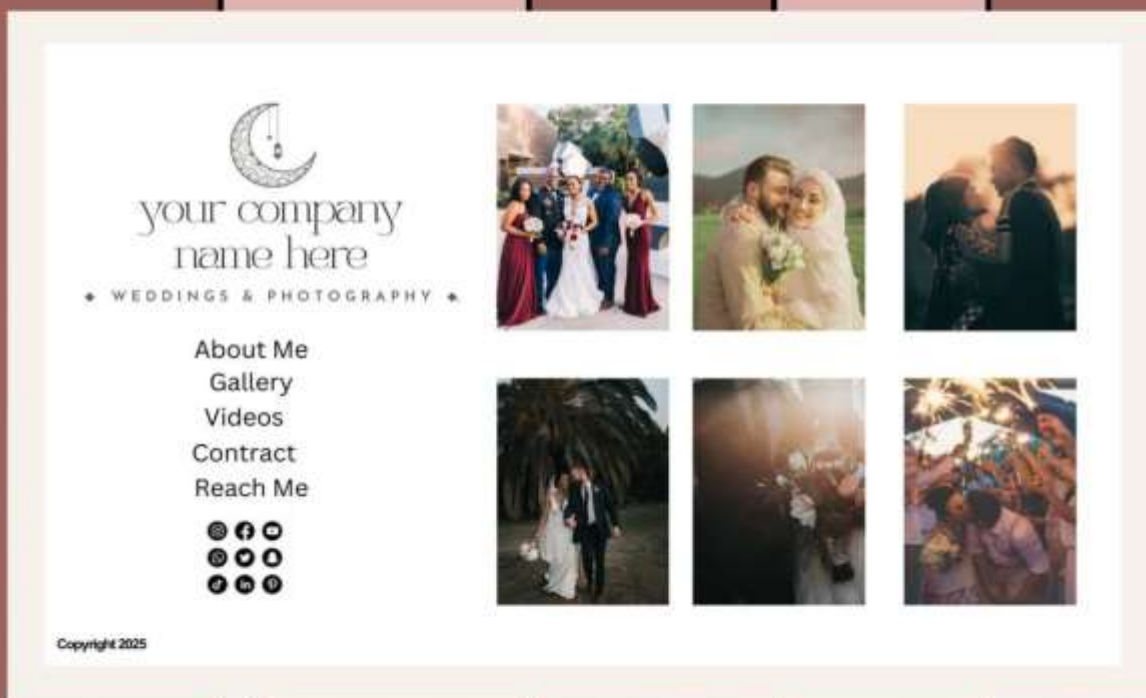 your company
name here
WEDDINGS & PHOTOGRAPHY
About Me
Gallery
Videos
Contract
Reach Me
Copyright 2025